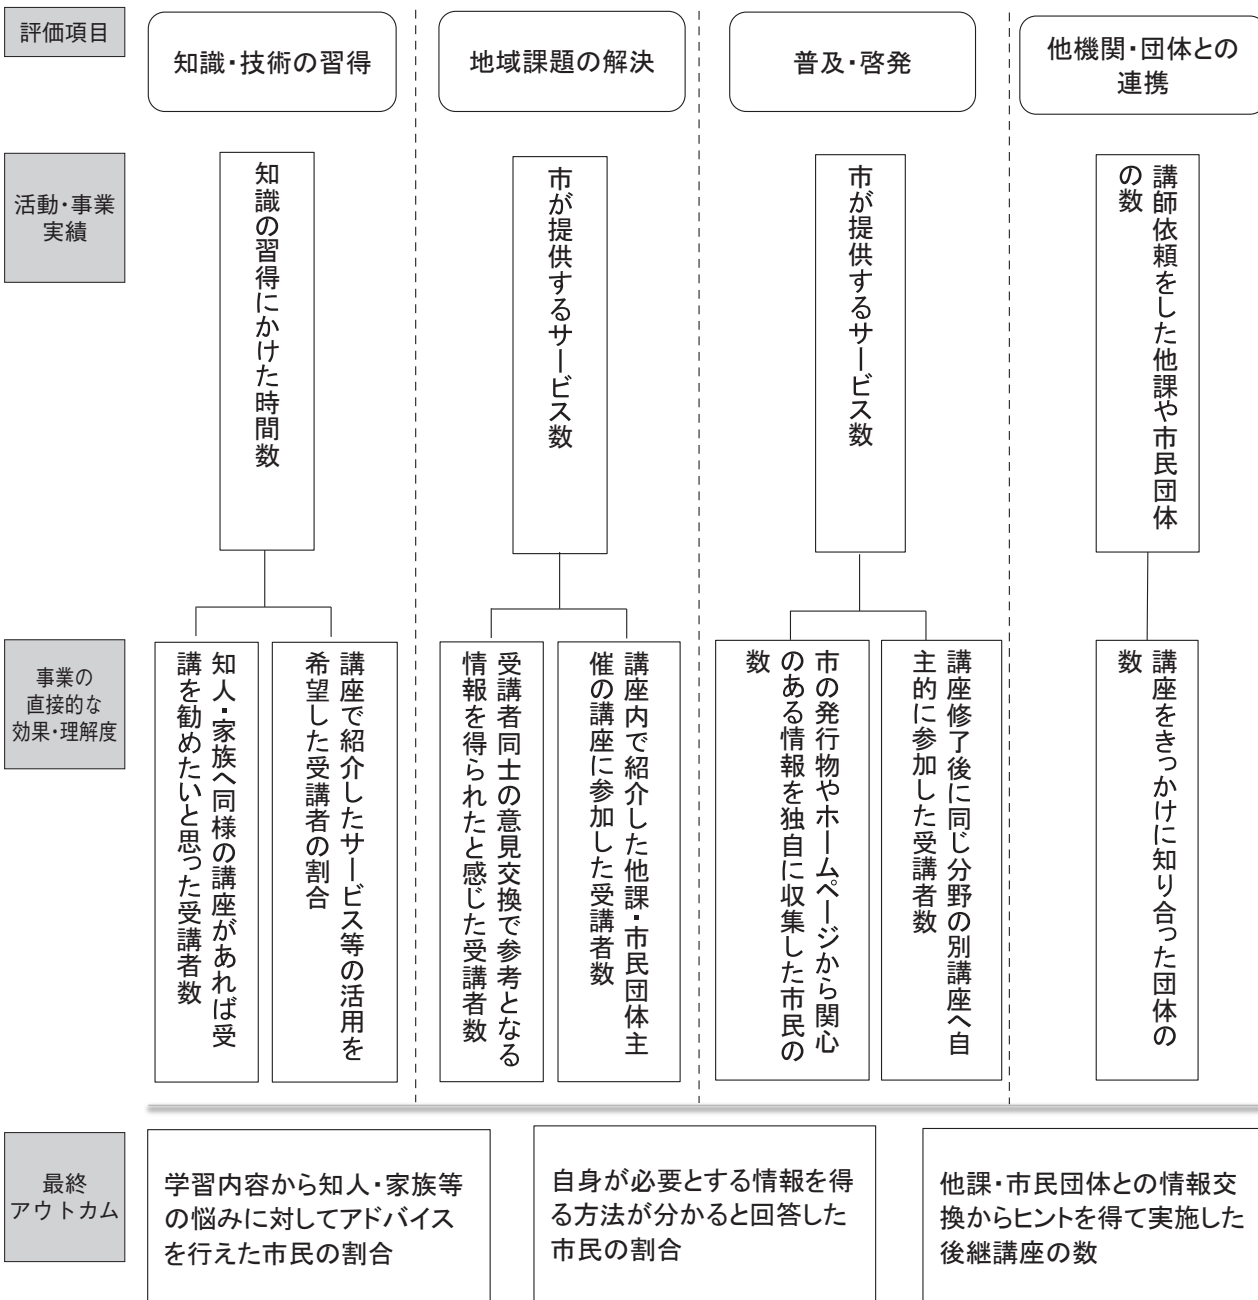 評価項目
知識・技術の習得
地域課題の解決
普及・啓発
他機関・団体との
連携
活動・事業
実績
知識の習得にかけた時間数
市が提供するサービス数
市が提供するサービス数
講師依頼をした他課や市民団体
の数
事業の
直接的な
効果・理解度
知人・家族へ同様の講座があれば受
講を勧めたいと思った受講者数
講座で紹介したサービス等の活用を
希望した受講者の割合
受講者同士の意見交換で参考となる
情報を得られたと感じた受講者数
講座内で紹介した他課・市民団体主
催の講座に参加した受講者数
市の発行物やホームページから関心
のある情報を独自に収集した市民の
数
講座修了後に同じ分野の別講座へ自
主的に参加した受講者数
講座をきっかけに知り合った団体の
数
最終
アウトカム
学習内容から知人・家族等
の悩みに対してアドバイス
を行えた市民の割合
自身が必要とする情報を得
る方法が分かると回答した
市民の割合
他課・市民団体との情報交
換からヒントを得て実施した
後継講座の数